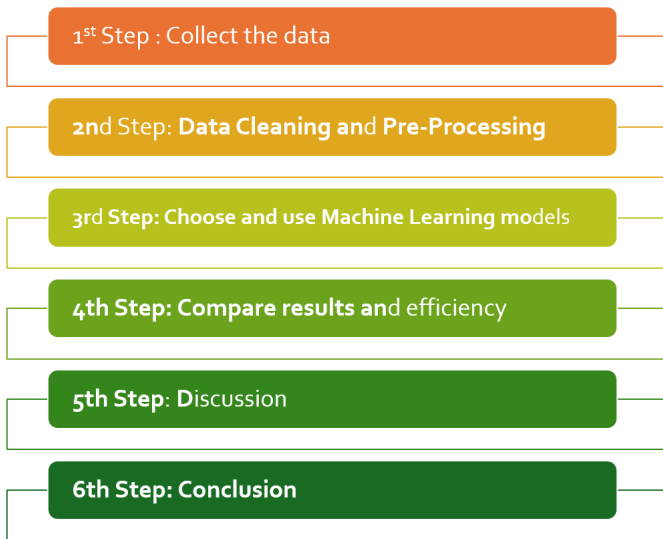 1st Step : Collect the data
2nd Step: Data Cleaning and Pre-Processing
3rd Step: Choose and use Machine Learning models
4th Step: Compare results and efficiency
5th Step: Discussion
6th Step: Conclusion